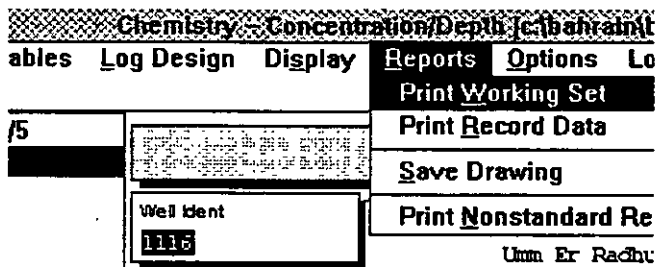 Chemistry – Concentration/Depth [c:\bahrain\t
ables Log Design Display Reports Options Lo
Print Working Set
/5
Print Record Data
Save Drawing
Well Ident
Print Nonstandard Re
1116
Umm Er Radhu